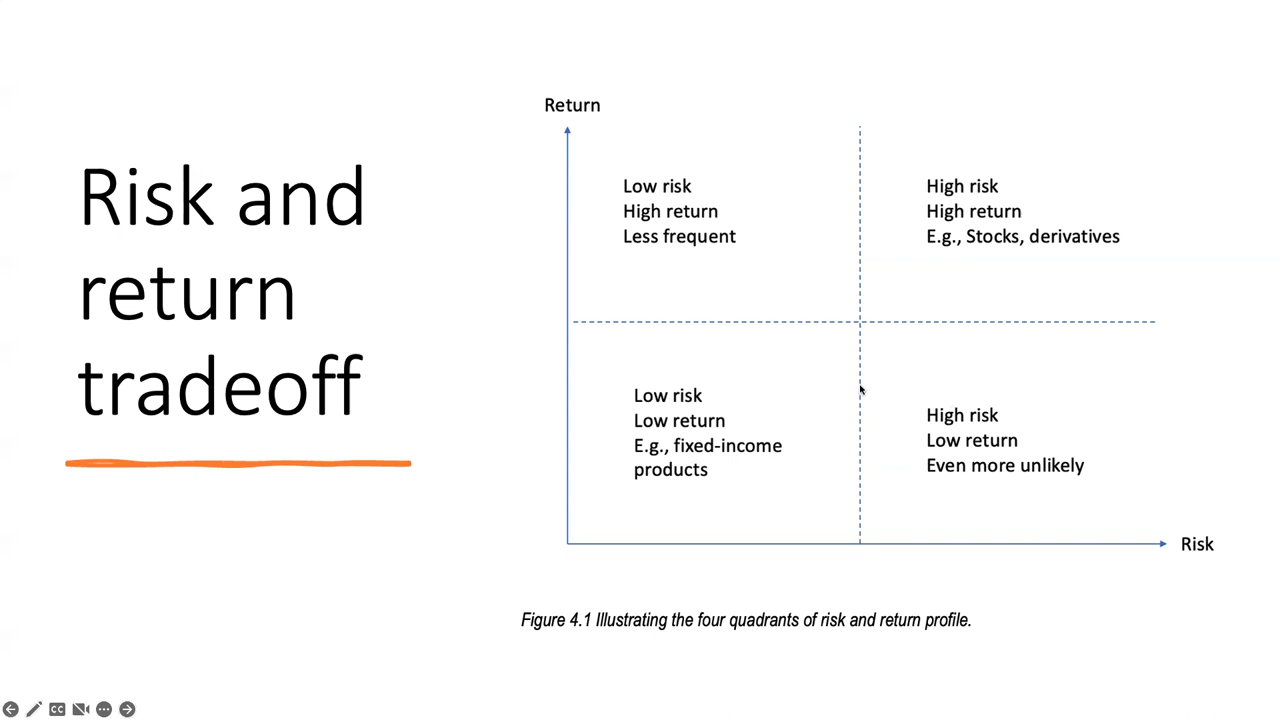 Risk and
return
tradeoff
Return
Low risk
High return
Less frequent
High risk
High return
E.g., Stocks, derivatives
Low risk
Low return
E.g., fixed-income
products
High risk
Low return
Even more unlikely
Risk
Figure 4.1 Illustrating the four quadrants of risk and return profile.
CC